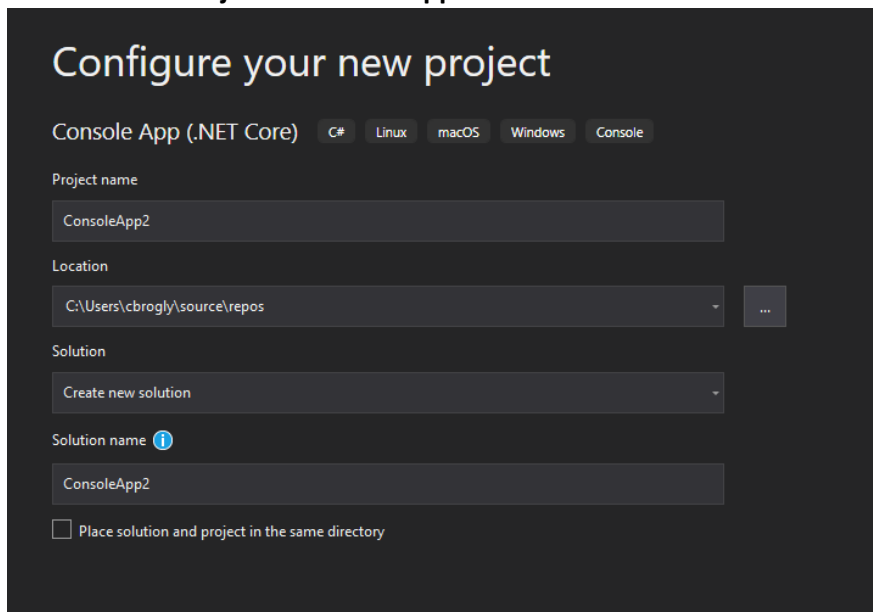 Configure your new project
Console App (.NET Core) C# Linux macOS Windows Console
Project name
ConsoleApp2
Location
C:\Users\cbrogly\source\repos
...
Solution
Create new solution
Solution name
ConsoleApp2
Place solution and project in the same directory